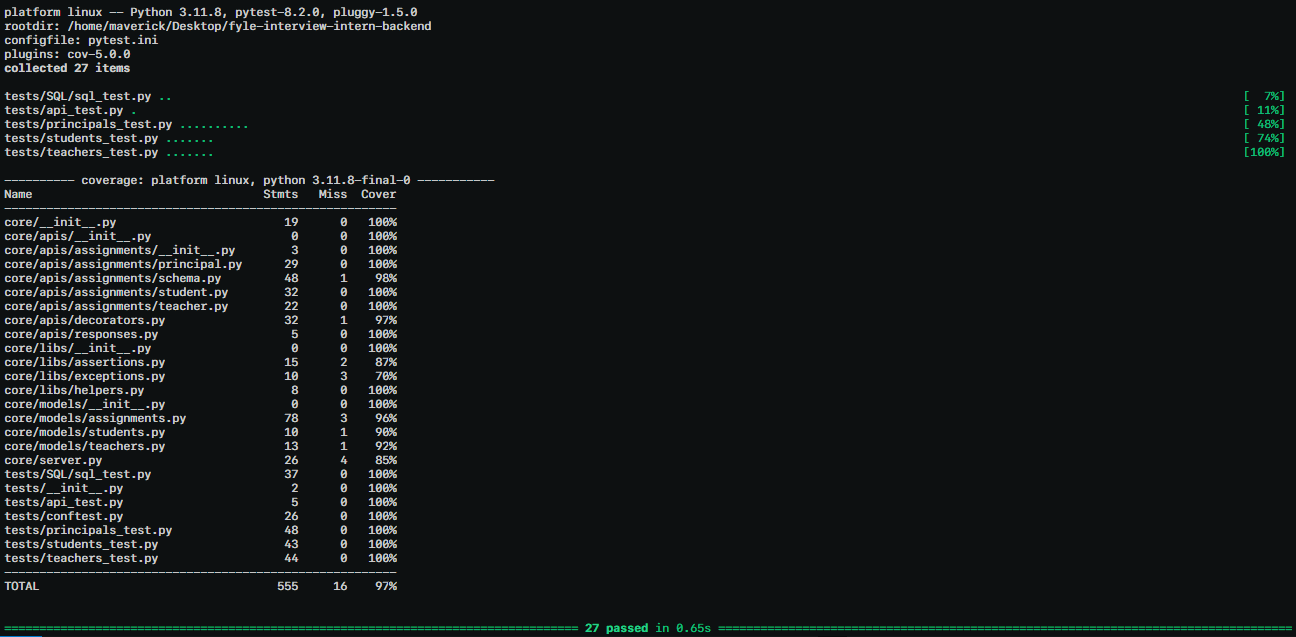 platform linux -- Python 3.11.8, pytest-8.2.0, pluggy-1.5.0
rootdir: /home/maverick/Desktop/fyle-interview-intern-backend
configfile: pytest.ini
plugins: cov-5.0.0
collected 27 items
tests/SQL/sql_test.py .. [  7%]
tests/api_test.py . [ 11%]
tests/principals_test.py .......... [ 48%]
tests/students_test.py ....... [ 74%]
tests/teachers_test.py ....... [100%]
---------- coverage: platform linux, python 3.11.8-final-0 -----------
Name Stmts Miss Cover
---------------------------------------------------------
core/__init__.py 19 0 100%
core/apis/__init__.py 0 0 100%
core/apis/assignments/__init__.py 3 0 100%
core/apis/assignments/principal.py 29 0 100%
core/apis/assignments/schema.py 48 1 98%
core/apis/assignments/student.py 32 0 100%
core/apis/assignments/teacher.py 22 0 100%
core/apis/decorators.py 32 1 97%
core/apis/responses.py 5 0 100%
core/libs/__init__.py 0 0 100%
core/libs/assertions.py 15 2 87%
core/libs/exceptions.py 10 3 70%
core/libs/helpers.py 8 0 100%
core/models/__init__.py 0 0 100%
core/models/assignments.py 78 3 96%
core/models/students.py 10 1 90%
core/models/teachers.py 13 1 92%
core/server.py 26 4 85%
tests/SQL/sql_test.py 37 0 100%
tests/__init__.py 2 0 100%
tests/api_test.py 5 0 100%
tests/conftest.py 26 0 100%
tests/principals_test.py 48 0 100%
tests/students_test.py 43 0 100%
tests/teachers_test.py 44 0 100%
---------------------------------------------------------
TOTAL 555 16 97%
================ 27 passed in 0.65s ================